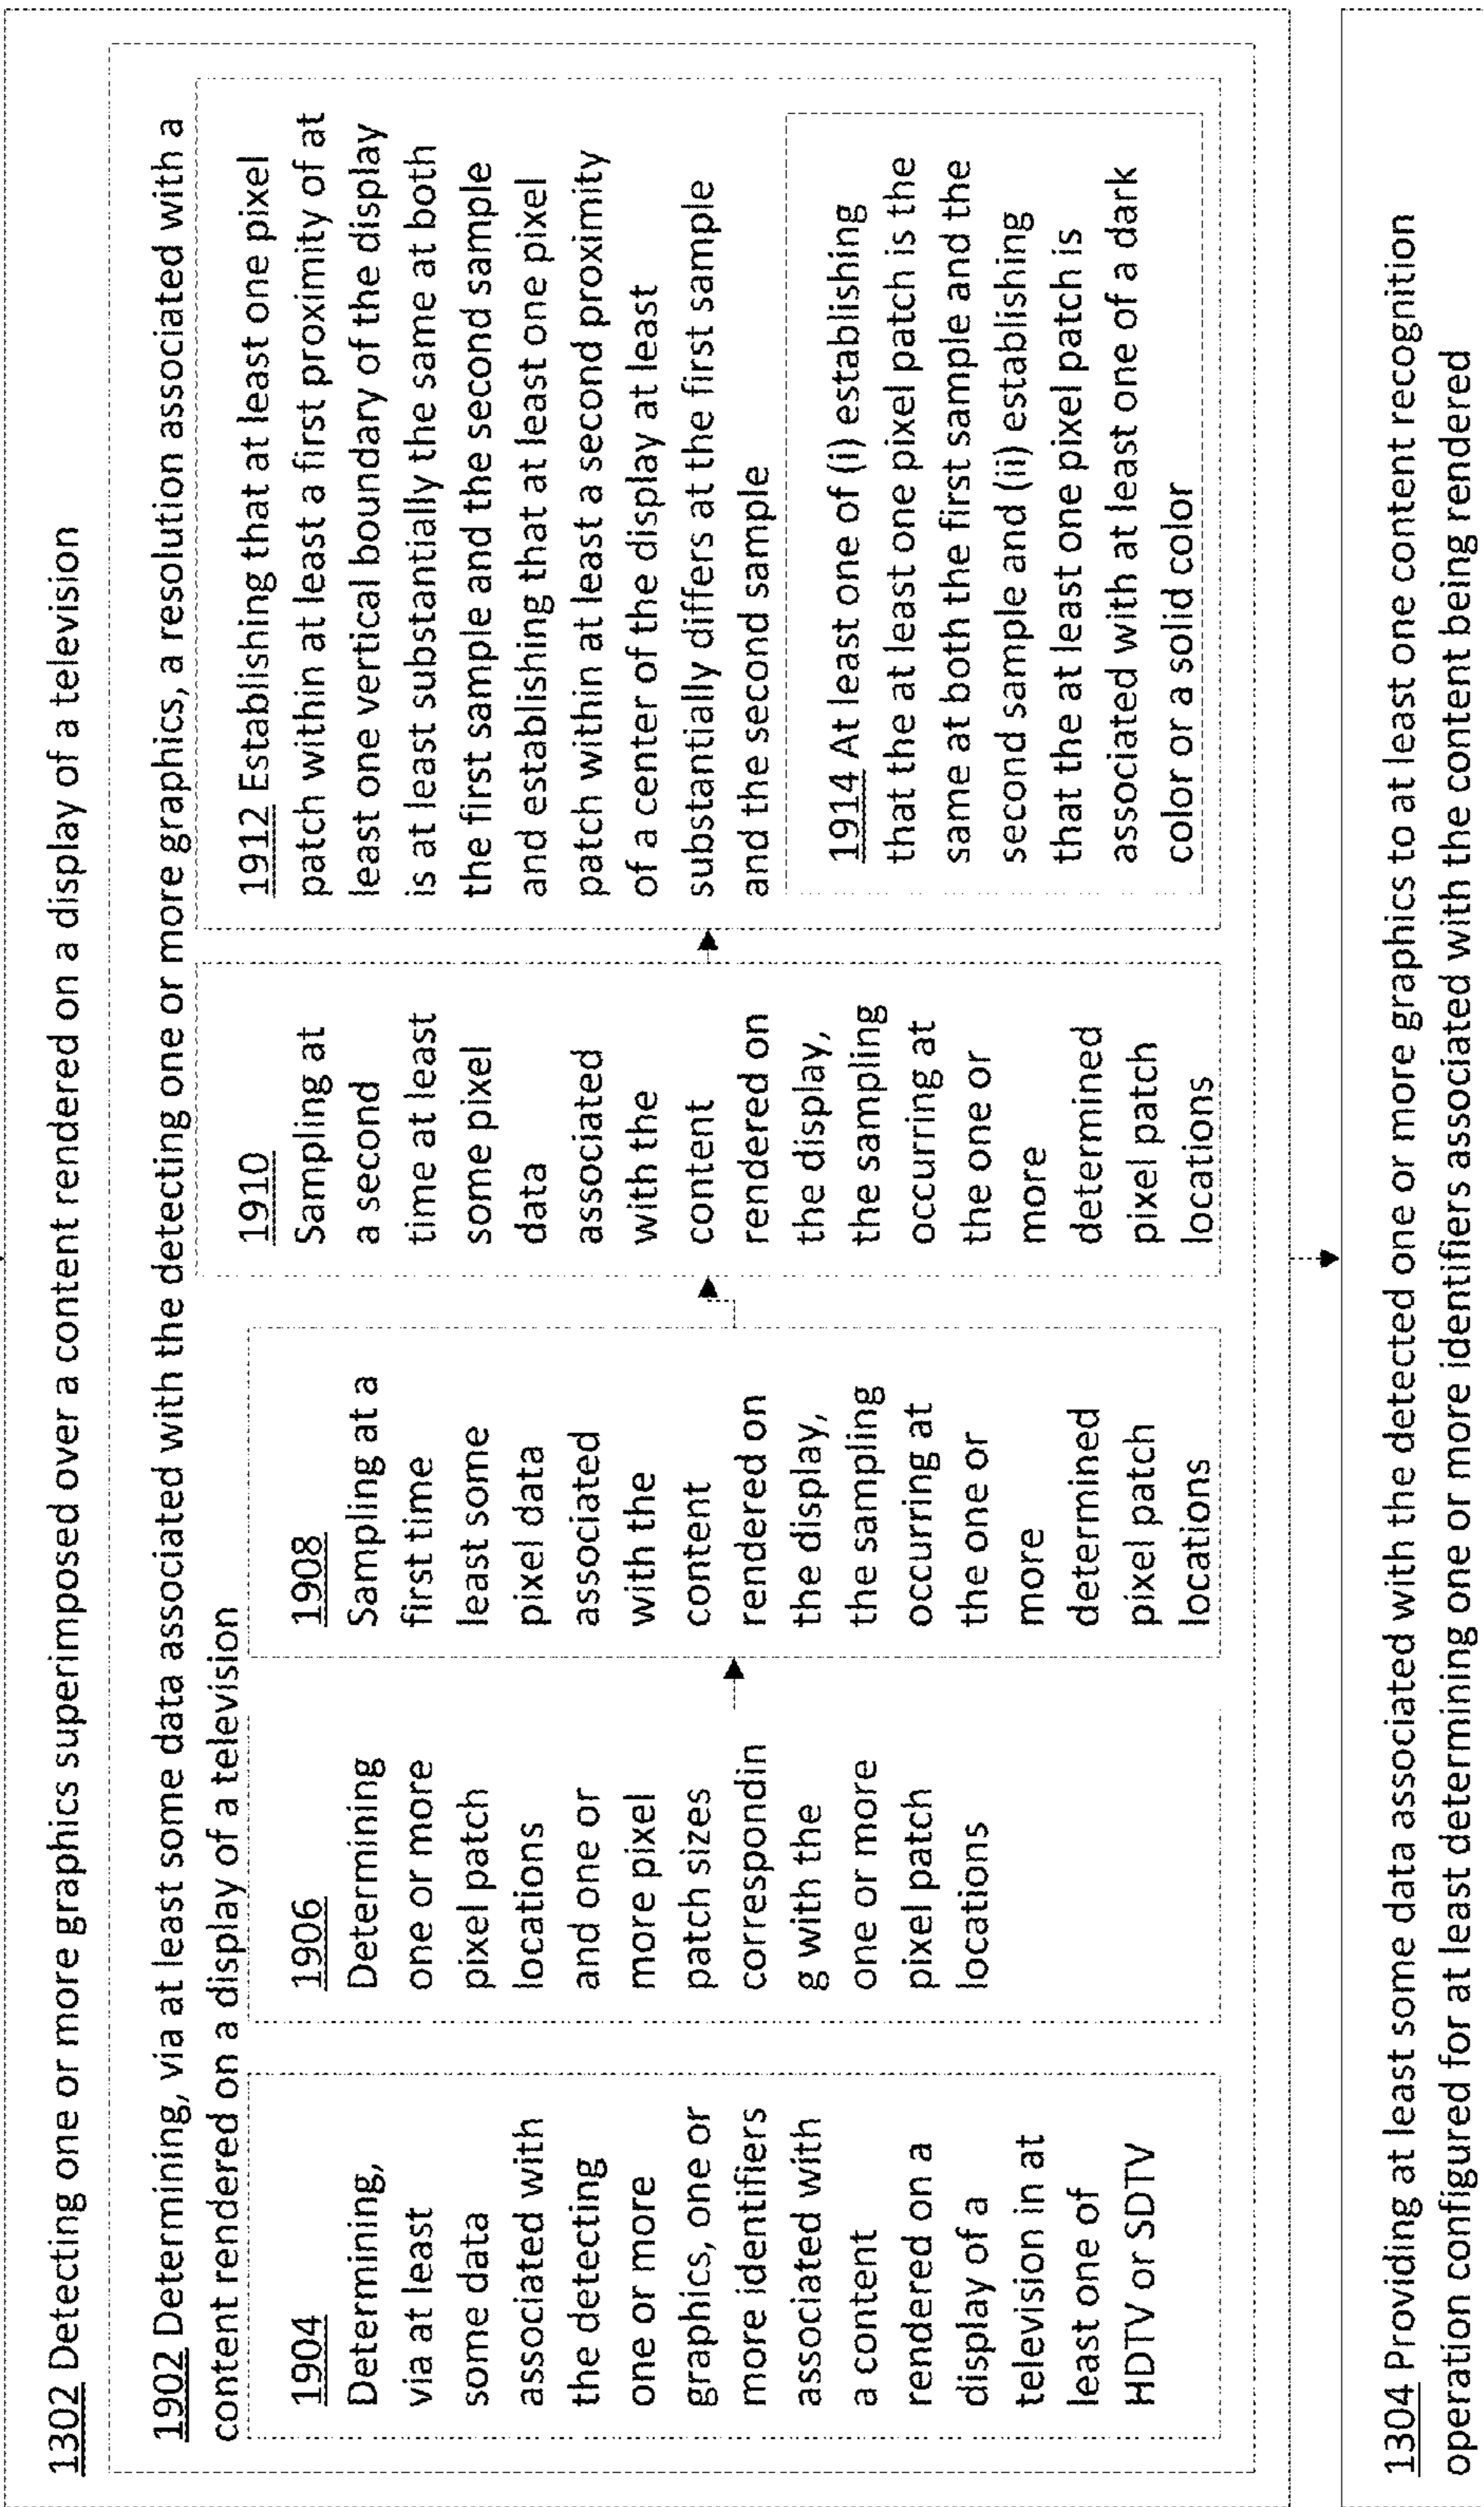 1302 Detecting one or more graphics superimposed over a content rendered on a display of a television
1902 Determining, via at least some data associated with the detecting one or more graphics, a resolution associated with a
content rendered on a display of a television
1904
Determining,
via at least
some data
associated with
the detecting
one or more
graphics, one or
more identifiers
associated with
a content
rendered on a
display of a
television in at
least one of
HDTV or SDTV
1906
Determining
one or more
pixel patch
locations
and one or
more pixel
patch sizes
correspondin
g with the
one or more
pixel patch
locations
1908
Sampling at a
first time
least some
pixel data
associated
with the
content
rendered on
the display,
the sampling
occurring at
the one or
more
determined
pixel patch
locations
1910
Sampling at
a second
time at least
some pixel
data
associated
with the
content
rendered on
the display,
the sampling
occurring at
the one or
more
determined
pixel patch
locations
1912 Establishing that at least one pixel
patch within at least a first proximity of at
least one vertical boundary of the display
is at least substantially the same at both
the first sample and the second sample
and establishing that at least one pixel
patch within at least a second proximity
of a center of the display at least
substantially differs at the first sample
and the second sample
1914 At least one of (i) establishing
that the at least one pixel patch is the
same at both the first sample and the
second sample and (ii) establishing
that the at least one pixel patch is
associated with at least one of a dark
color or a solid color
1304 Providing at least some data associated with the detected one or more graphics to at least one content recognition
operation configured for at least determining one or more identifiers associated with the content being rendered